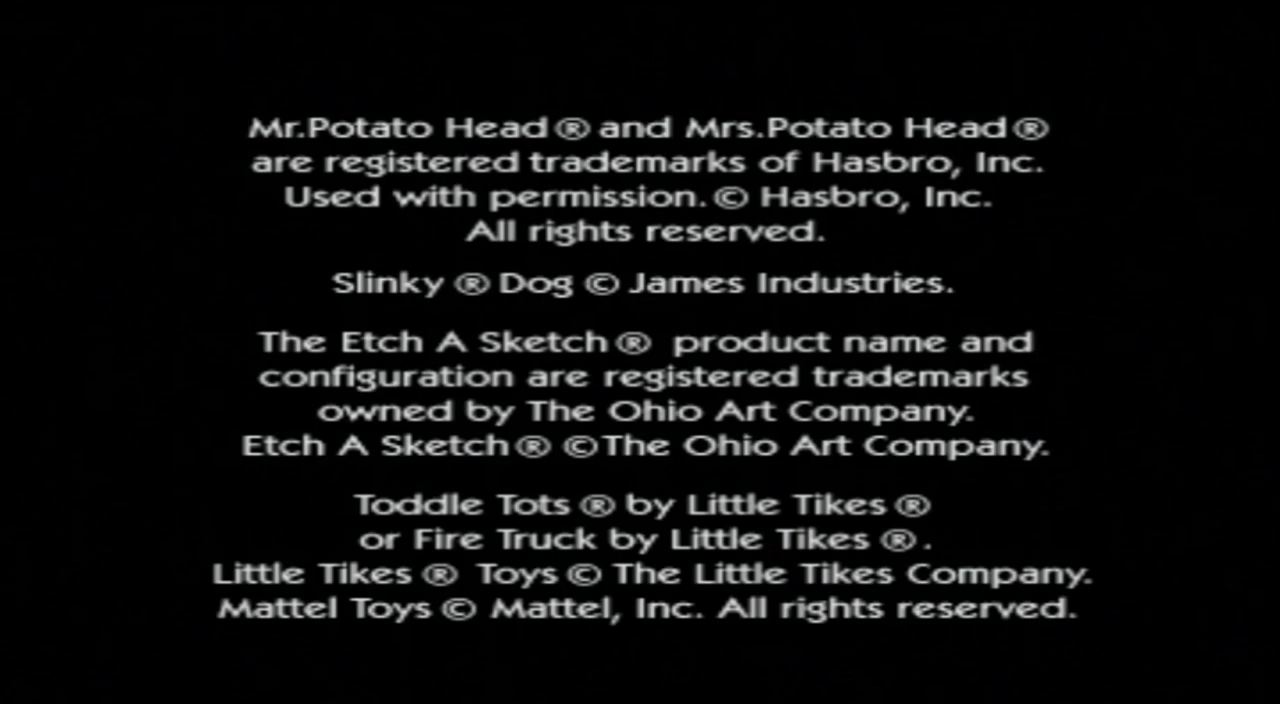 Mr.Potato Head® and Mrs.Potato Head®
are registered trademarks of Hasbro, Inc.
Used with permission.© Hasbro, Inc.
All rights reserved.
Slinky ® Dog © James Industries.
The Etch A Sketch® product name and
configuration are registered trademarks
owned by The Ohio Art Company.
Etch A Sketch® ©The Ohio Art Company.
Toddle Tots ® by Little Tikes ®
or Fire Truck by Little Tikes ®.
Little Tikes ® Toys © The Little Tikes Company.
Mattel Toys © Mattel, Inc. All rights reserved.